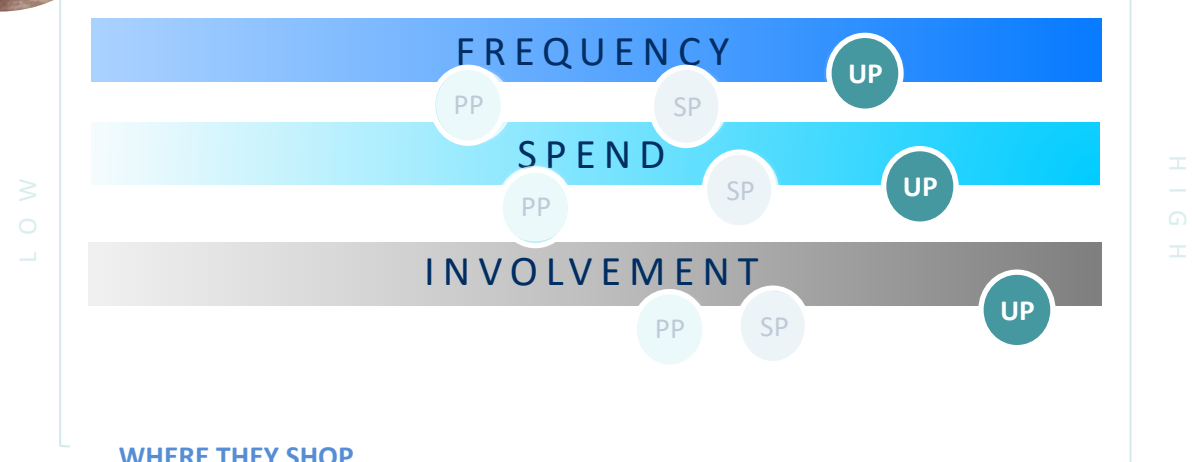 FREQUENCY
UP
PP
SP
SPEND
UP
SP
PP
INVOLVEMENT
UP
PP
SP
LOW
HIGH
WHERE THEY SHOP